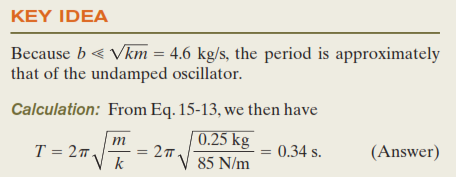 KEY IDEA
Because b ≪ √km = 4.6 kg/s, the period is approximately
that of the undamped oscillator.
Calculation: From Eq. 15-13, we then have
T = 2π √(m/k) = 2π √(0.25 kg/85 N/m) = 0.34 s. (Answer)